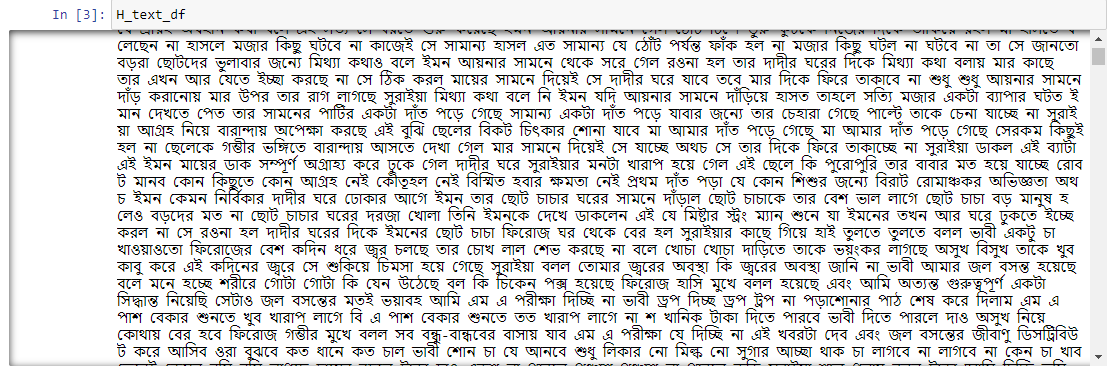 In [3]: H_text_df
লেছেন না হাসলে মজার কিছু ঘটবে না কাজেই সে সামান্য হাসল এত সামান্য যে ঠোঁট পর্যন্ত ফাঁক হল না মজার কিছু ঘটল না ঘটবে না তা সে জানতো
বড়রা ছোটদের ভুলাবার জন্যে মিথ্যা কথাও বলে ইমন আয়নার সামনে থেকে সরে গেল রওনা হল তার দাদীর ঘরের দিকে মিথ্যা কথা বলায় মার কাছে
তার এখন আর যেতে ইচ্ছা করছে না সে ঠিক করল মায়ের সামনে দিয়েই সে দাদীর ঘরে যাবে তবে মার দিকে ফিরে তাকাবে না শুধু শুধু আয়নার সামনে
দাঁড় করানোয় মার উপর তার রাগ লাগছে সুরাইয়া মিথ্যা কথা বলে নি ইমন যদি আয়নার সামনে দাঁড়িয়ে হাসত তাহলে সত্যি মজার একটা ব্যাপার ঘটত ই
মান দেখতে পেত তার সামনের পাটির একটা দাঁত পড়ে গেছে সামান্য একটা দাঁত পড়ে যাবার জন্যে তার চেহারা গেছে পাল্টে তাকে চেনা যাচ্ছে না সুরাই
য়া আগ্রহ নিয়ে বারান্দায় অপেক্ষা করছে এই বুঝি ছেলের বিকট চিৎকার শোনা যাবে মা আমার দাঁত পড়ে গেছে মা আমার দাঁত পড়ে গেছে সেরকম কিছুই
হল না ছেলেকে গম্ভীর ভঙ্গিতে বারান্দায় আসতে দেখা গেল মার সামনে দিয়েই সে যাচ্ছে অথচ সে তার দিকে ফিরে তাকাচ্ছে না সুরাইয়া ডাকল এই ব্যাটা
এই ইমন মায়ের ডাক সম্পূর্ণ অগ্রাহ্য করে ঢুকে গেল দাদীর ঘরে সুরাইয়ার মনটা খারাপ হয়ে গেল এই ছেলে কি পুরোপুরি তার বাবার মত হয়ে যাচ্ছে রোব
ট মানব কোন কিছুতে কোন আগ্রহ নেই কৌতুহল নেই বিস্মিত হবার ক্ষমতা নেই প্রথম দাঁত পড়া যে কোন শিশুর জন্যে বিরাট রোমাঞ্চকর অভিজ্ঞতা অথ
চ ইমন কেমন নির্বিকার দাদীর ঘরে ঢোকার আগে ইমন তার ছোট চাচার ঘরের সামনে দাঁড়াল ছোট চাচাকে তার বেশ ভাল লাগে ছোট চাচা বড় মানুষ হ
লেও বড়দের মত না ছোট চাচার ঘরের দরজা খোলা তিনি ইমনকে দেখে ডাকলেন এই যে মিষ্টার স্ট্রং ম্যান শুনে যা ইমনের তখন আর ঘরে ঢুকতে ইচ্ছে
করল না সে রওনা হল দাদীর ঘরের দিকে ইমনের ছোট চাচা ফিরোজ ঘর থেকে বের হল সুরাইয়ার কাছে গিয়ে হাই তুলতে তুলতে বলল ভাবী একটু চা
খাওয়াওতো ফিরোজের বেশ কদিন ধরে জ্বর চলছে তার চোখ লাল শেভ করছে না বলে খোচা খোচা দাড়িতে তাকে ভয়ংকর লাগছে অসুখ বিসুখ তাকে খুব
কাবু করে এই কদিনের জ্বরে সে শুকিয়ে চিমসা হয়ে গেছে সুরাইয়া বলল তোমার জ্বরের অবস্থা কি জ্বরের অবস্থা জানি না ভাবী আমার জল বসন্ত হয়েছে
বলে মনে হচ্ছে শরীরে গোটা গোটা কি যেন উঠেছে বল কি চিকেন পক্স হয়েছে ফিরোজ হাসি মুখে বলল হয়েছে এবং আমি অত্যন্ত গুরুত্বপূর্ণ একটা
সিদ্ধান্ত নিয়েছি সেটাও জল বসন্তের মতই ভয়াবহ আমি এম এ পরীক্ষা দিচ্ছি না ভাবী ড্রপ দিচ্ছ ড্রপ ট্রপ না পড়াশোনার পাঠ শেষ করে দিলাম এম এ
পাশ বেকার শুনতে খুব খারাপ লাগে বি এ পাশ বেকার শুনতে তত খারাপ লাগে না শ খানিক টাকা দিতে পারবে ভাবী দিতে পারলে দাও অসুখ নিয়ে
কোথায় বের হবে ফিরোজ গম্ভীর মুখে বলল সব বন্ধু-বান্ধবের বাসায় যাব এম এ পরীক্ষা যে দিচ্ছি না এই খবরটা দেব এবং জল বসন্তের জীবাণু ডিসট্রিবিউ
ট করে আসিব ওরা বুঝবে কত ধানে কত চাল ভাবী শোন চা যে আনবে শুধু লিকার নো মিল্ক নো সুগার আচ্ছা থাক চা লাগবে না লাগবে না কেন চা খাব